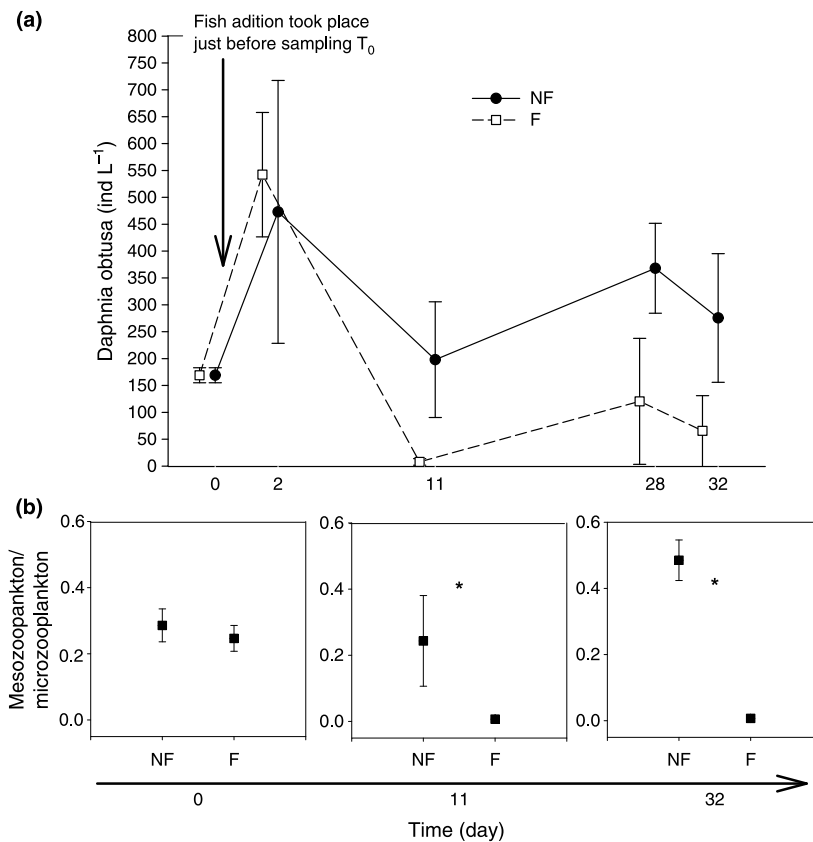 (a)
Fish adition took place
just before sampling T0
800
750
700
650
600
550
500
450
400
350
300
250
200
150
100
50
0
Daphnia obtusa (ind L−1)
NF
F
0 2 11 28 32
(b)
Mesozoopankton/
microzooplankton
0.6
0.4
0.2
0.0
NF F
0.6
0.4
0.2
0.0
*
NF F
0.6
0.4
0.2
0.0
*
NF F
0 11 32
Time (day)